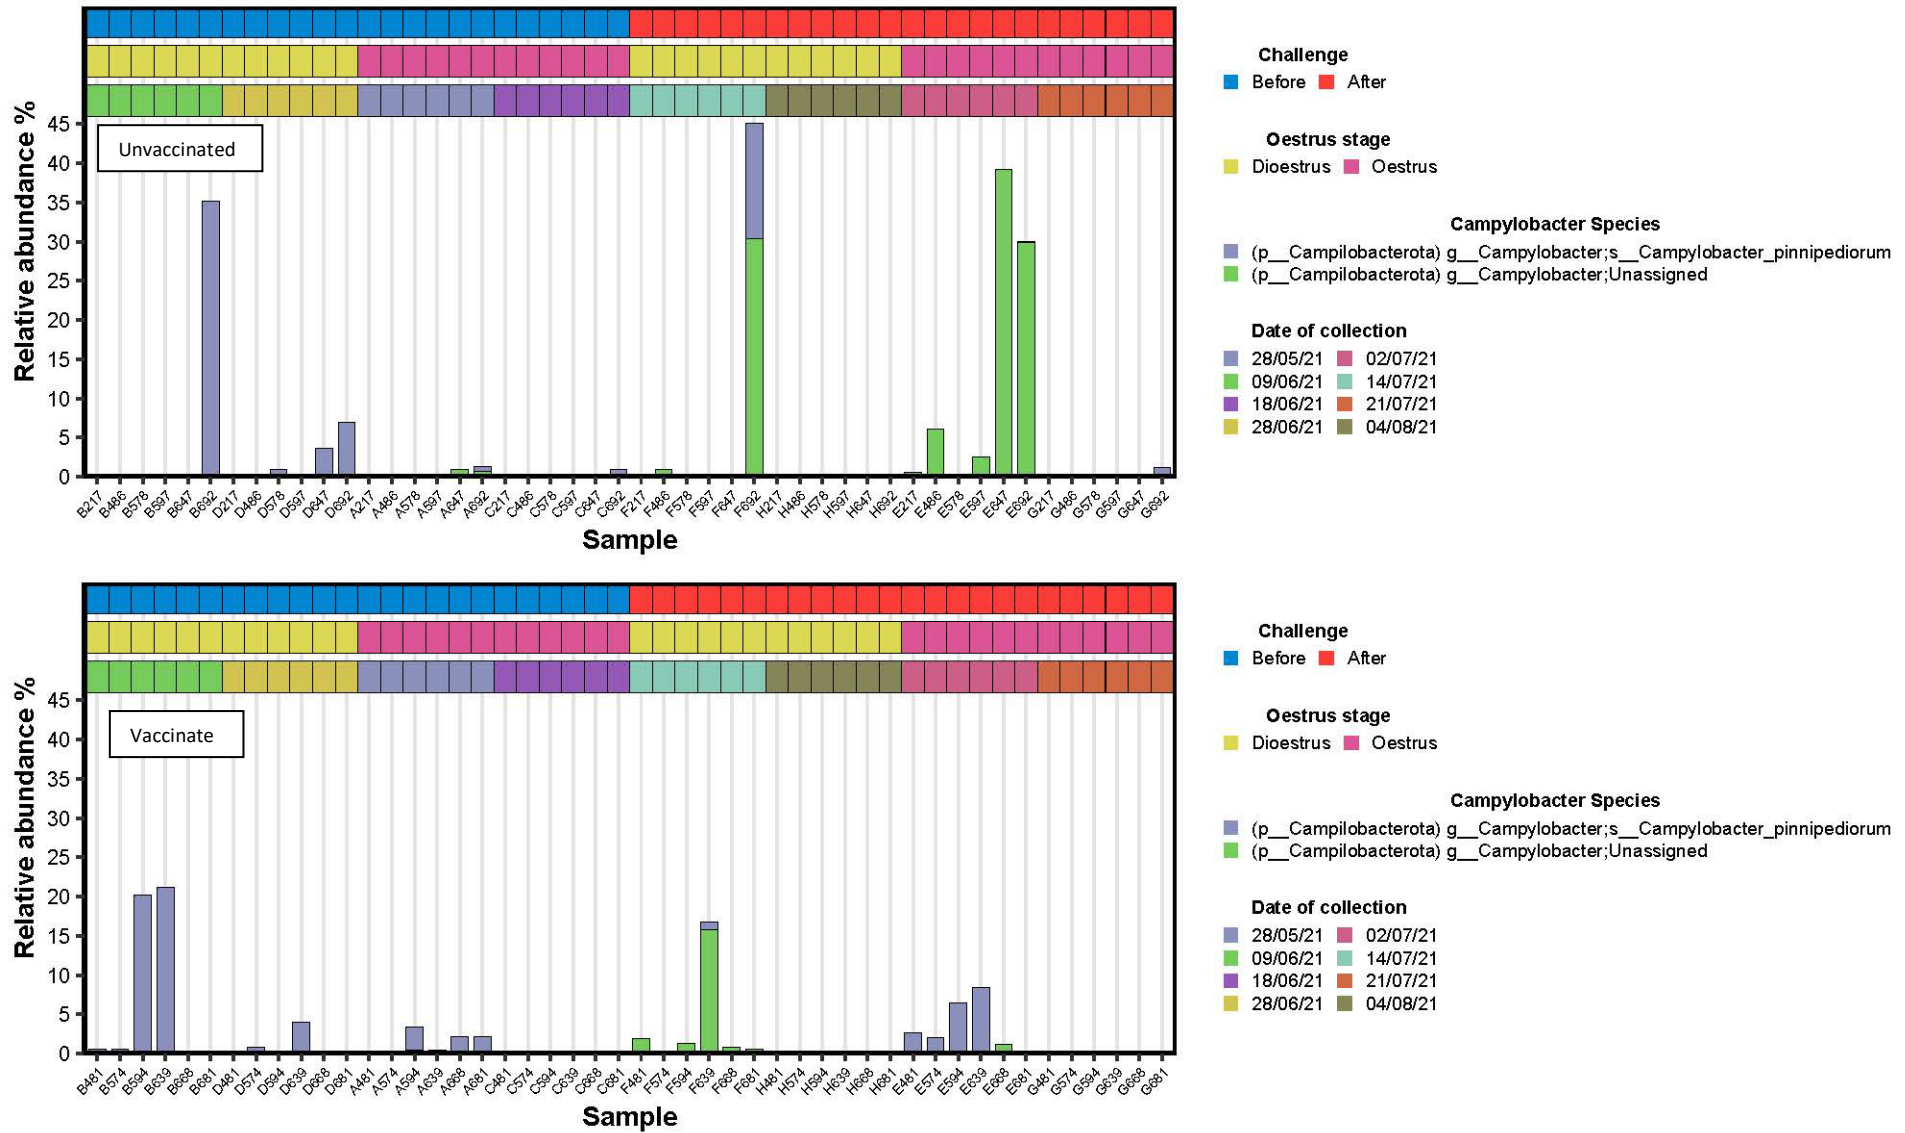 Relative abundance %
45
40
35
30
25
20
15
10
5
0
Unvaccinated
B217 B486 B578 B597 B647 B692 D217 D486 D578 D597 D647 D692 A217 A486 A578 A597 A647 A692 C217 C486 C578 C597 C647 C692 F217 F486 F578 F597 F647 F692 H217 H486 H578 H597 H647 H692 E217 E486 E578 E597 E647 E692 G217 G486 G578 G597 G647 G692
Sample
Challenge
Before After
Oestrus stage
Dioestrus Oestrus
Campylobacter Species
(p__Campilobacterota) g__Campylobacter;s__Campylobacter_pinnipediorum
(p__Campilobacterota) g__Campylobacter;Unassigned
Date of collection
28/05/21 02/07/21
09/06/21 14/07/21
18/06/21 21/07/21
28/06/21 04/08/21
Relative abundance %
45
40
35
30
25
20
15
10
5
0
Vaccinate
B481 B574 B594 B639 B668 B681 D481 D574 D594 D639 D668 D681 A481 A574 A594 A639 A668 A681 C481 C574 C594 C639 C668 C681 F481 F574 F594 F639 F668 F681 H481 H574 H594 H639 H668 H681 E481 E574 E594 E639 E668 E681 G481 G574 G594 G639 G668 G681
Sample
Challenge
Before After
Oestrus stage
Dioestrus Oestrus
Campylobacter Species
(p__Campilobacterota) g__Campylobacter;s__Campylobacter_pinnipediorum
(p__Campilobacterota) g__Campylobacter;Unassigned
Date of collection
28/05/21 02/07/21
09/06/21 14/07/21
18/06/21 21/07/21
28/06/21 04/08/21